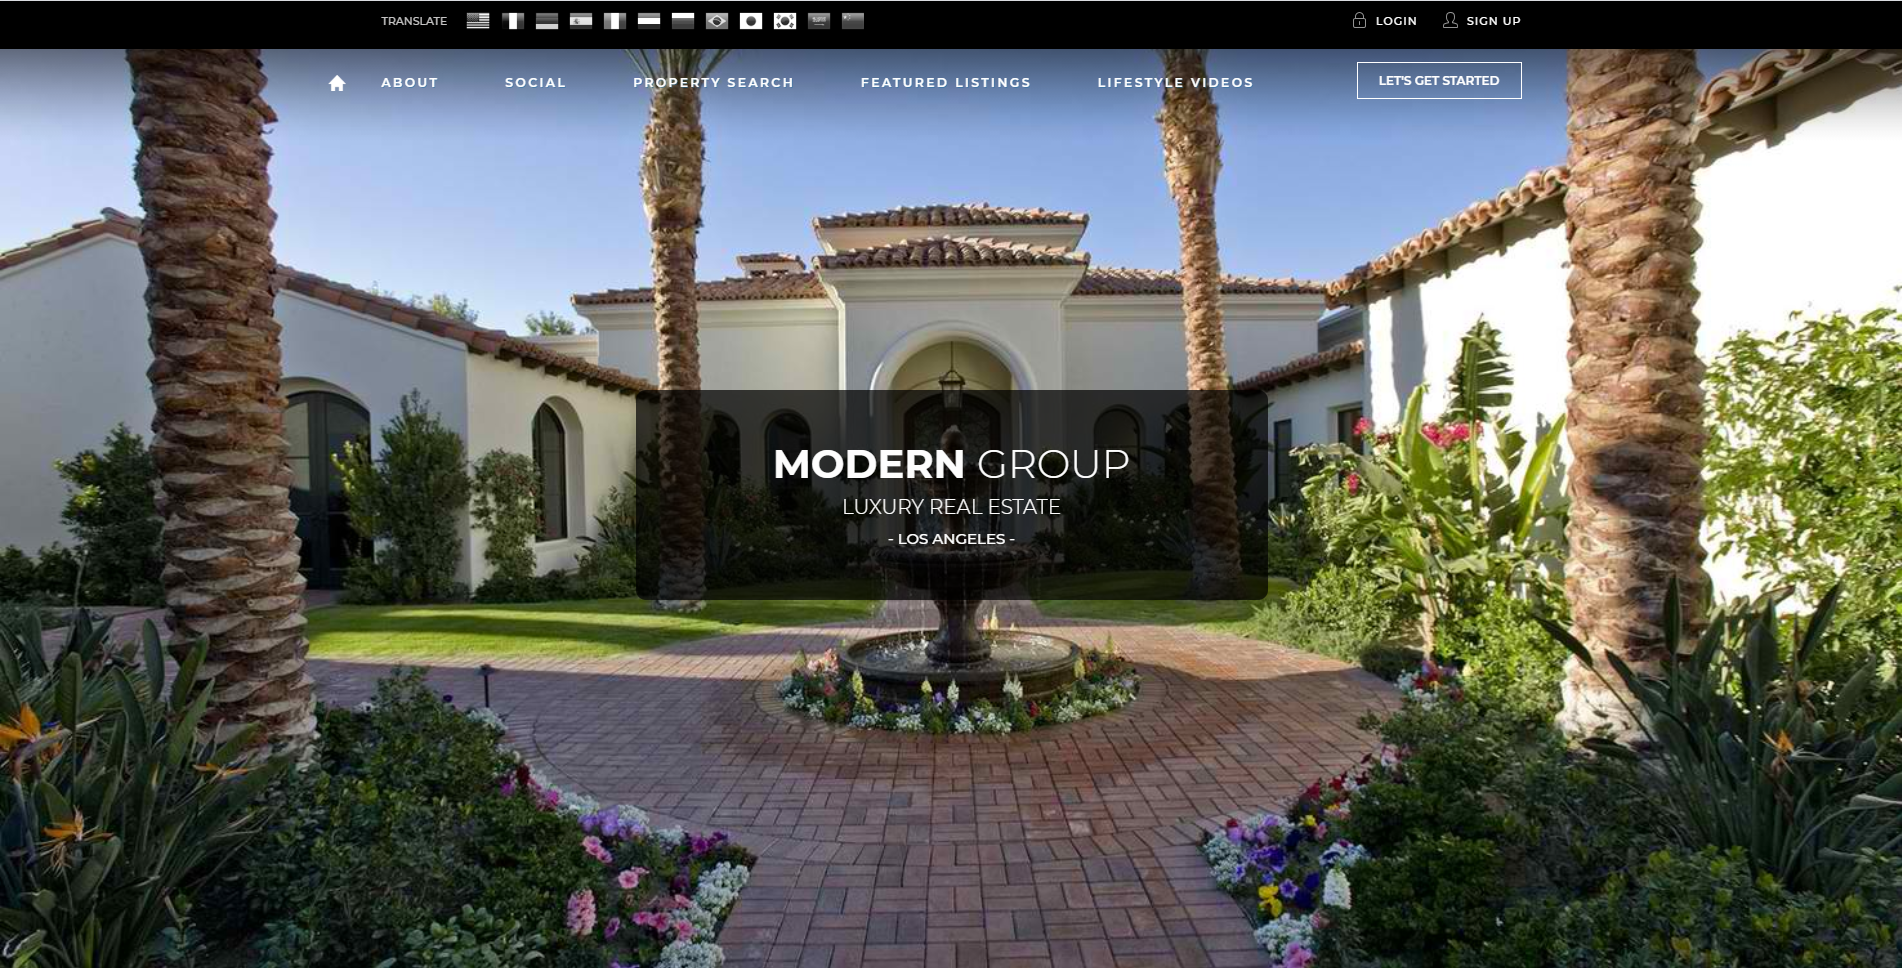 TRANSLATE
LOGIN
SIGN UP
ABOUT
SOCIAL
PROPERTY SEARCH
FEATURED LISTINGS
LIFESTYLE VIDEOS
LET'S GET STARTED
MODERN GROUP
LUXURY REAL ESTATE
- LOS ANGELES -